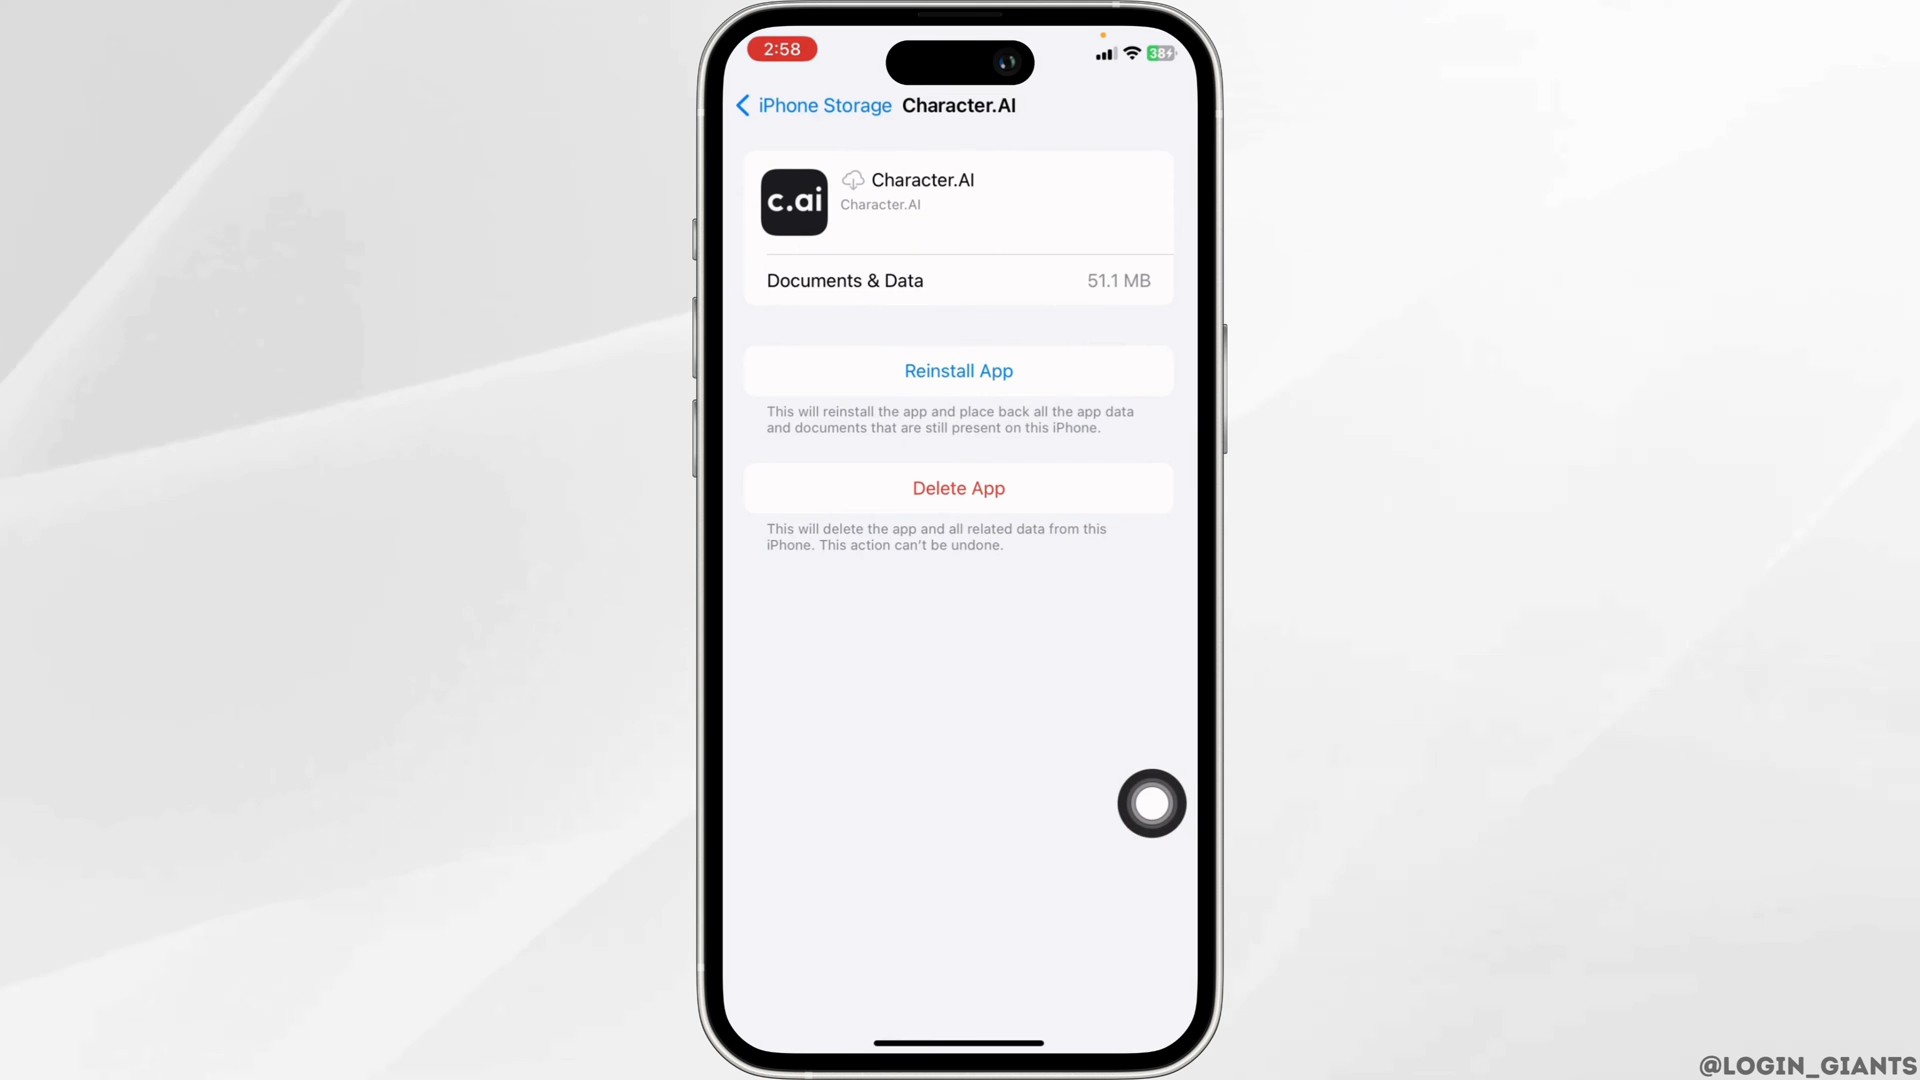 2:58
38
iPhone Storage Character.AI
c.ai
Character.AI
Character.AI
Documents & Data 51.1 MB
Reinstall App
This will reinstall the app and place back all the app data
and documents that are still present on this iPhone.
Delete App
This will delete the app and all related data from this
iPhone. This action can't be undone.
@LOGIN_GIANTS